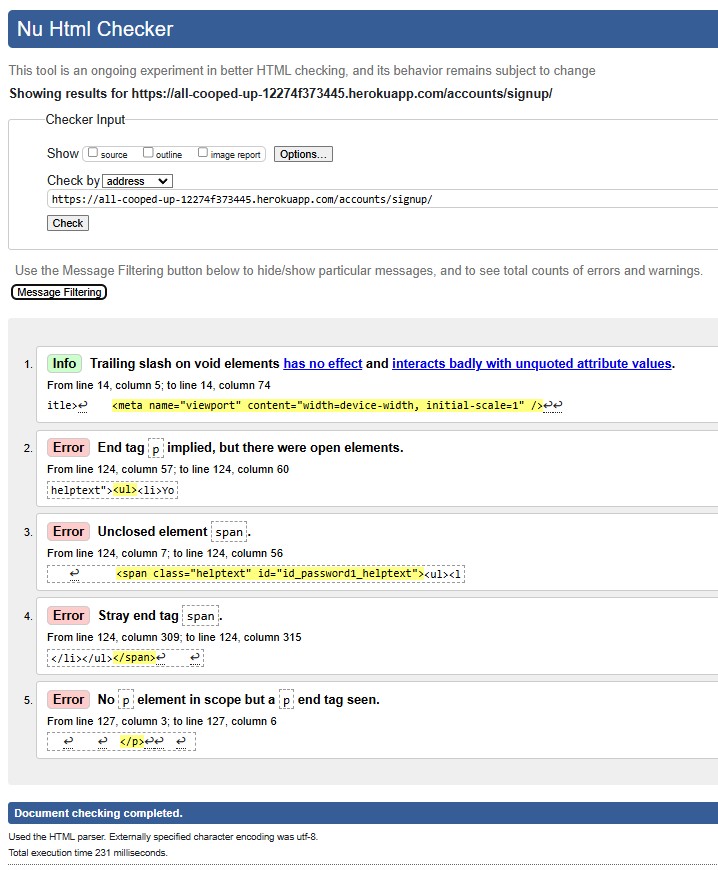 Nu Html Checker
This tool is an ongoing experiment in better HTML checking, and its behavior remains subject to change
Showing results for https://all-cooped-up-12274f373445.herokuapp.com/accounts/signup/
Checker Input
Show source outline image report Options...
Check by address
https://all-cooped-up-12274f373445.herokuapp.com/accounts/signup/
Check
Use the Message Filtering button below to hide/show particular messages, and to see total counts of errors and warnings.
Message Filtering
1. Info Trailing slash on void elements has no effect and interacts badly with unquoted attribute values.
From line 14, column 5; to line 14, column 74
itle>↩ <meta name="viewport" content="width=device-width, initial-scale=1" />↩↩
2. Error End tag p implied, but there were open elements.
From line 124, column 57; to line 124, column 60
helptext"><ul><li>Yo
3. Error Unclosed element span.
From line 124, column 7; to line 124, column 56
↩ <span class="helptext" id="id_password1_helptext"><ul><l
4. Error Stray end tag span.
From line 124, column 309; to line 124, column 315
</li></ul></span>↩ ↩
5. Error No p element in scope but a p end tag seen.
From line 127, column 3; to line 127, column 6
↩ ↩ </p>↩↩ ↩
Document checking completed.
Used the HTML parser. Externally specified character encoding was utf-8.
Total execution time 231 milliseconds.